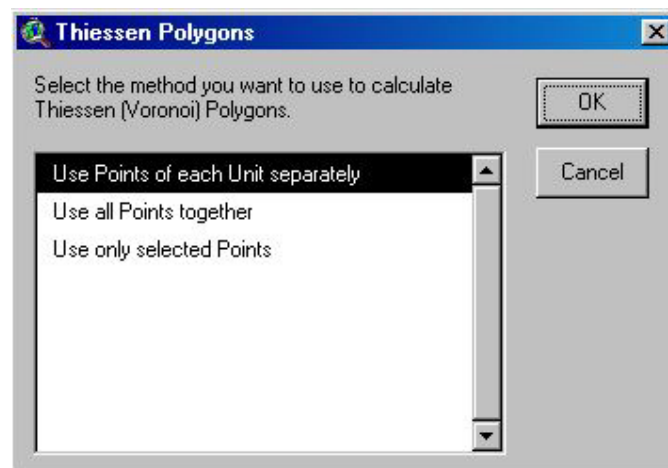 Thiessen Polygons
Select the method you want to use to calculate
Thiessen (Voronoi) Polygons.
OK
Cancel
Use Points of each Unit separately
Use all Points together
Use only selected Points